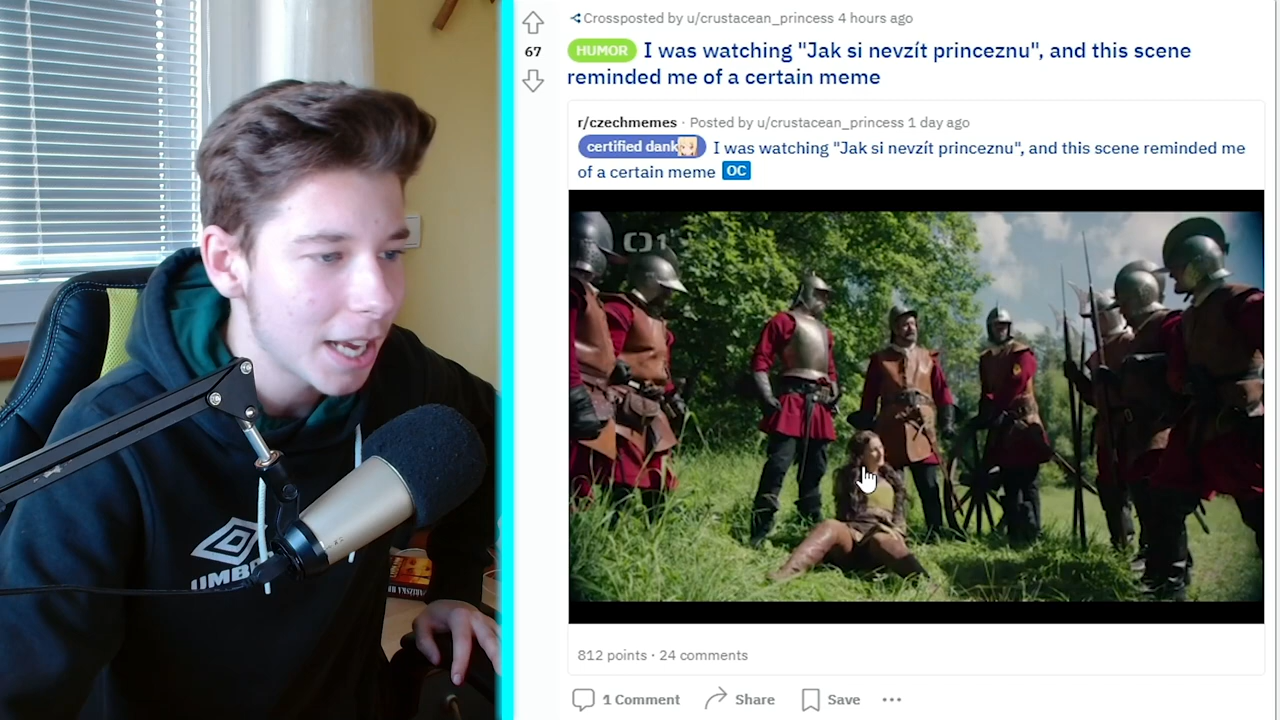 Crossposted by u/crustacean_princess 4 hours ago
67
HUMOR I was watching "Jak si nevzít princeznu", and this scene
reminded me of a certain meme
r/czechmemes · Posted by u/crustacean_princess 1 day ago
certified dank I was watching "Jak si nevzít princeznu", and this scene reminded me
of a certain meme OC
1
812 points · 24 comments
1 Comment Share Save ···